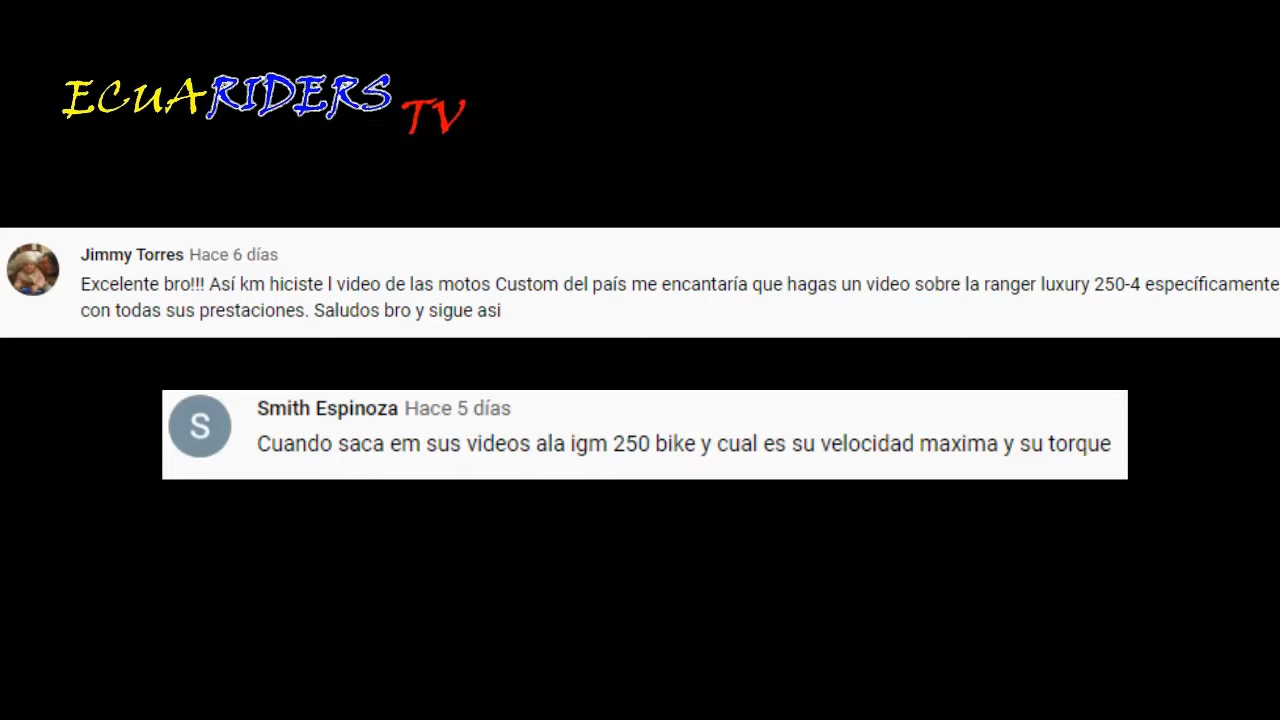 ECUARIDERS TV
Jimmy Torres Hace 6 días
Excelente bro!!! Así km hiciste l video de las motos Custom del país me encantaría que hagas un video sobre la ranger luxury 250-4 específicamente
con todas sus prestaciones. Saludos bro y sigue asi
S
Smith Espinoza Hace 5 días
Cuando saca em sus videos ala igm 250 bike y cual es su velocidad maxima y su torque